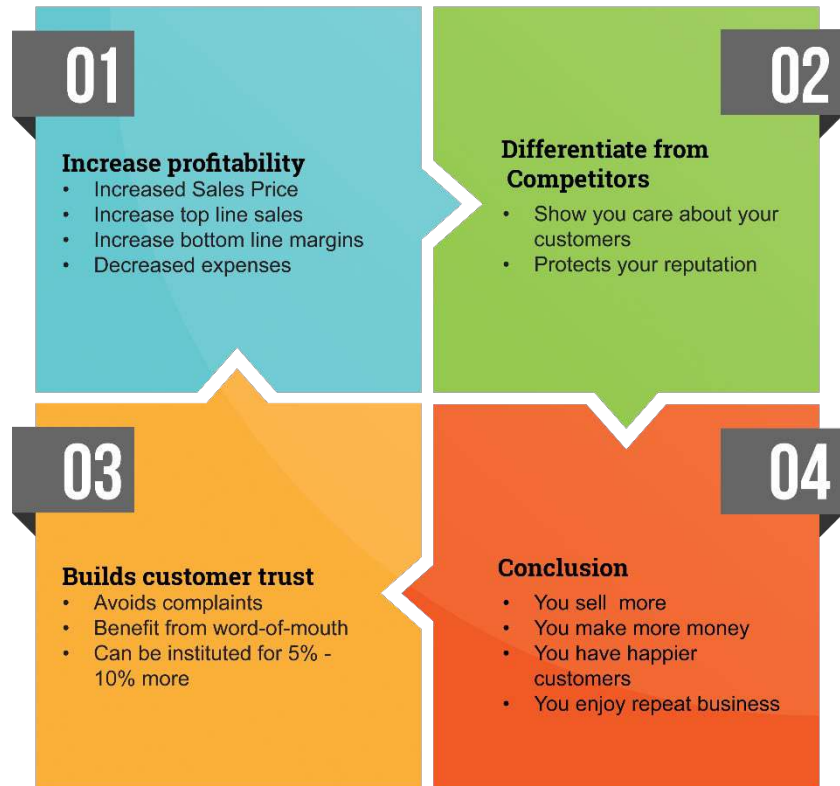 01
Increase profitability
• Increased Sales Price
• Increase top line sales
• Increase bottom line margins
• Decreased expenses
02
Differentiate from
Competitors
• Show you care about your
customers
• Protects your reputation
03
Builds customer trust
• Avoids complaints
• Benefit from word-of-mouth
• Can be instituted for 5% -
10% more
04
Conclusion
• You sell more
• You make more money
• You have happier
customers
• You enjoy repeat business